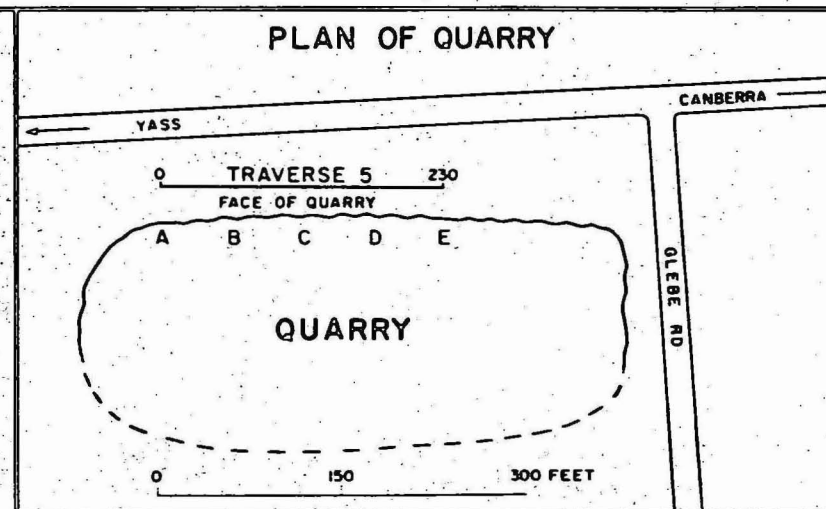 PLAN OF QUARRY
CANBERRA
YASS
0 TRAVERSE 5 230
FACE OF QUARRY
A B C D E
GLEBE RD
QUARRY
0 150 300 FEET